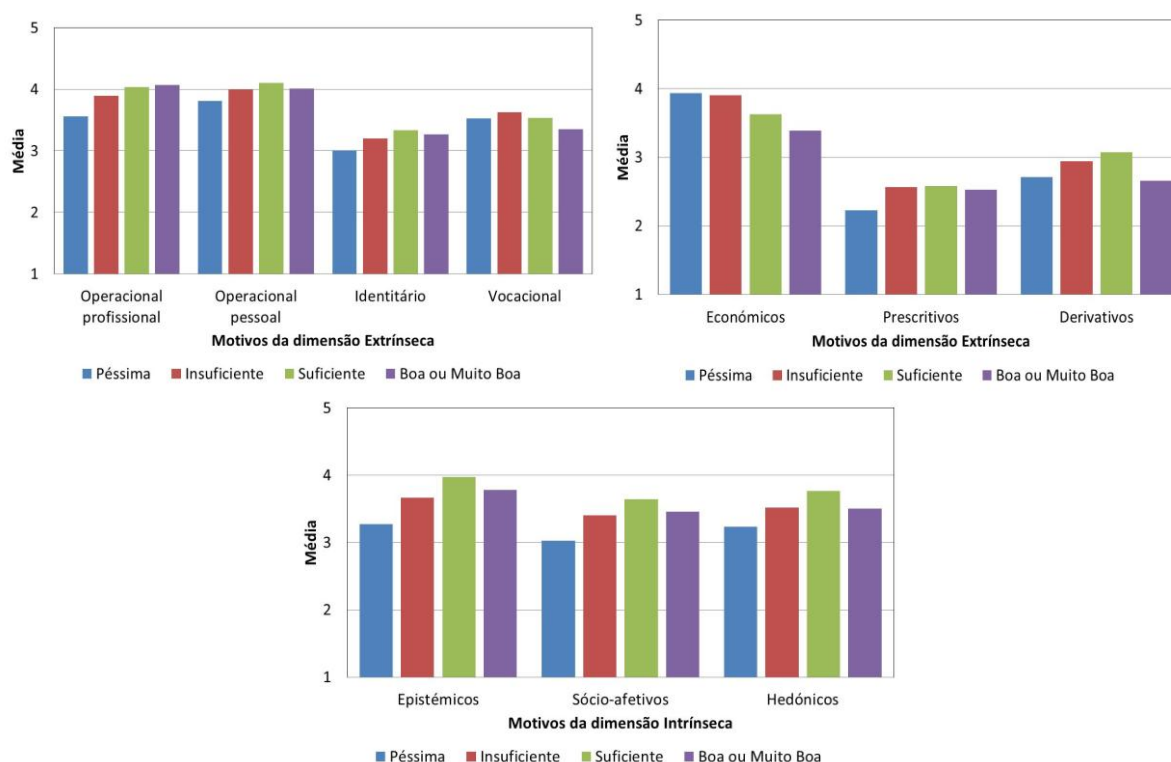 5
4
3
2
1
Média
Operacional profissional
Operacional pessoal
Identitário
Vocacional
Motivos da dimensão Extrínseca
Péssima Insuficiente Suficiente Boa ou Muito Boa
5
4
3
2
1
Média
Económicos Prescritivos Derivativos
Motivos da dimensão Extrínseca
Péssima Insuficiente Suficiente Boa ou Muito Boa
5
4
3
2
1
Média
Epistémicos Sócio-afetivos Hedónicos
Motivos da dimensão Intrínseca
Péssima Insuficiente Suficiente Boa ou Muito Boa